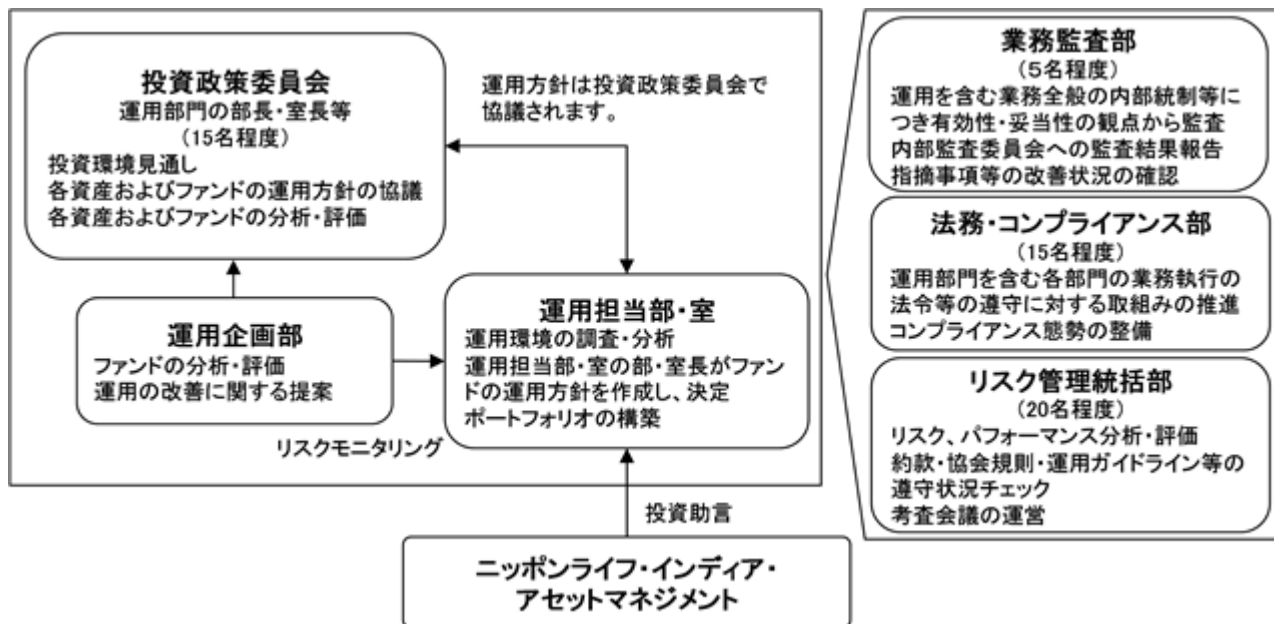 投資政策委員会
運用部門の部長・室長等
（15名程度）
投資環境見通し
各資産およびファンドの運用方針の協議
各資産およびファンドの分析・評価
運用方針は投資政策委員会で
協議されます。
運用企画部
ファンドの分析・評価
運用の改善に関する提案
リスクモニタリング
運用担当部・室
運用環境の調査・分析
運用担当部・室の部・室長がファン
ドの運用方針を作成し、決定
ポートフォリオの構築
投資助言
ニッポンライフ・インディア・
アセットマネジメント
業務監査部
（５名程度）
運用を含む業務全般の内部統制等に
つき有効性・妥当性の観点から監査
内部監査委員会への監査結果報告
指摘事項等の改善状況の確認
法務・コンプライアンス部
（15名程度）
運用部門を含む各部門の業務執行の
法令等の遵守に対する取組みの推進
コンプライアンス態勢の整備
リスク管理統括部
（20名程度）
リスク、パフォーマンス分析・評価
約款・協会規則・運用ガイドライン等の
遵守状況チェック
考査会議の運営